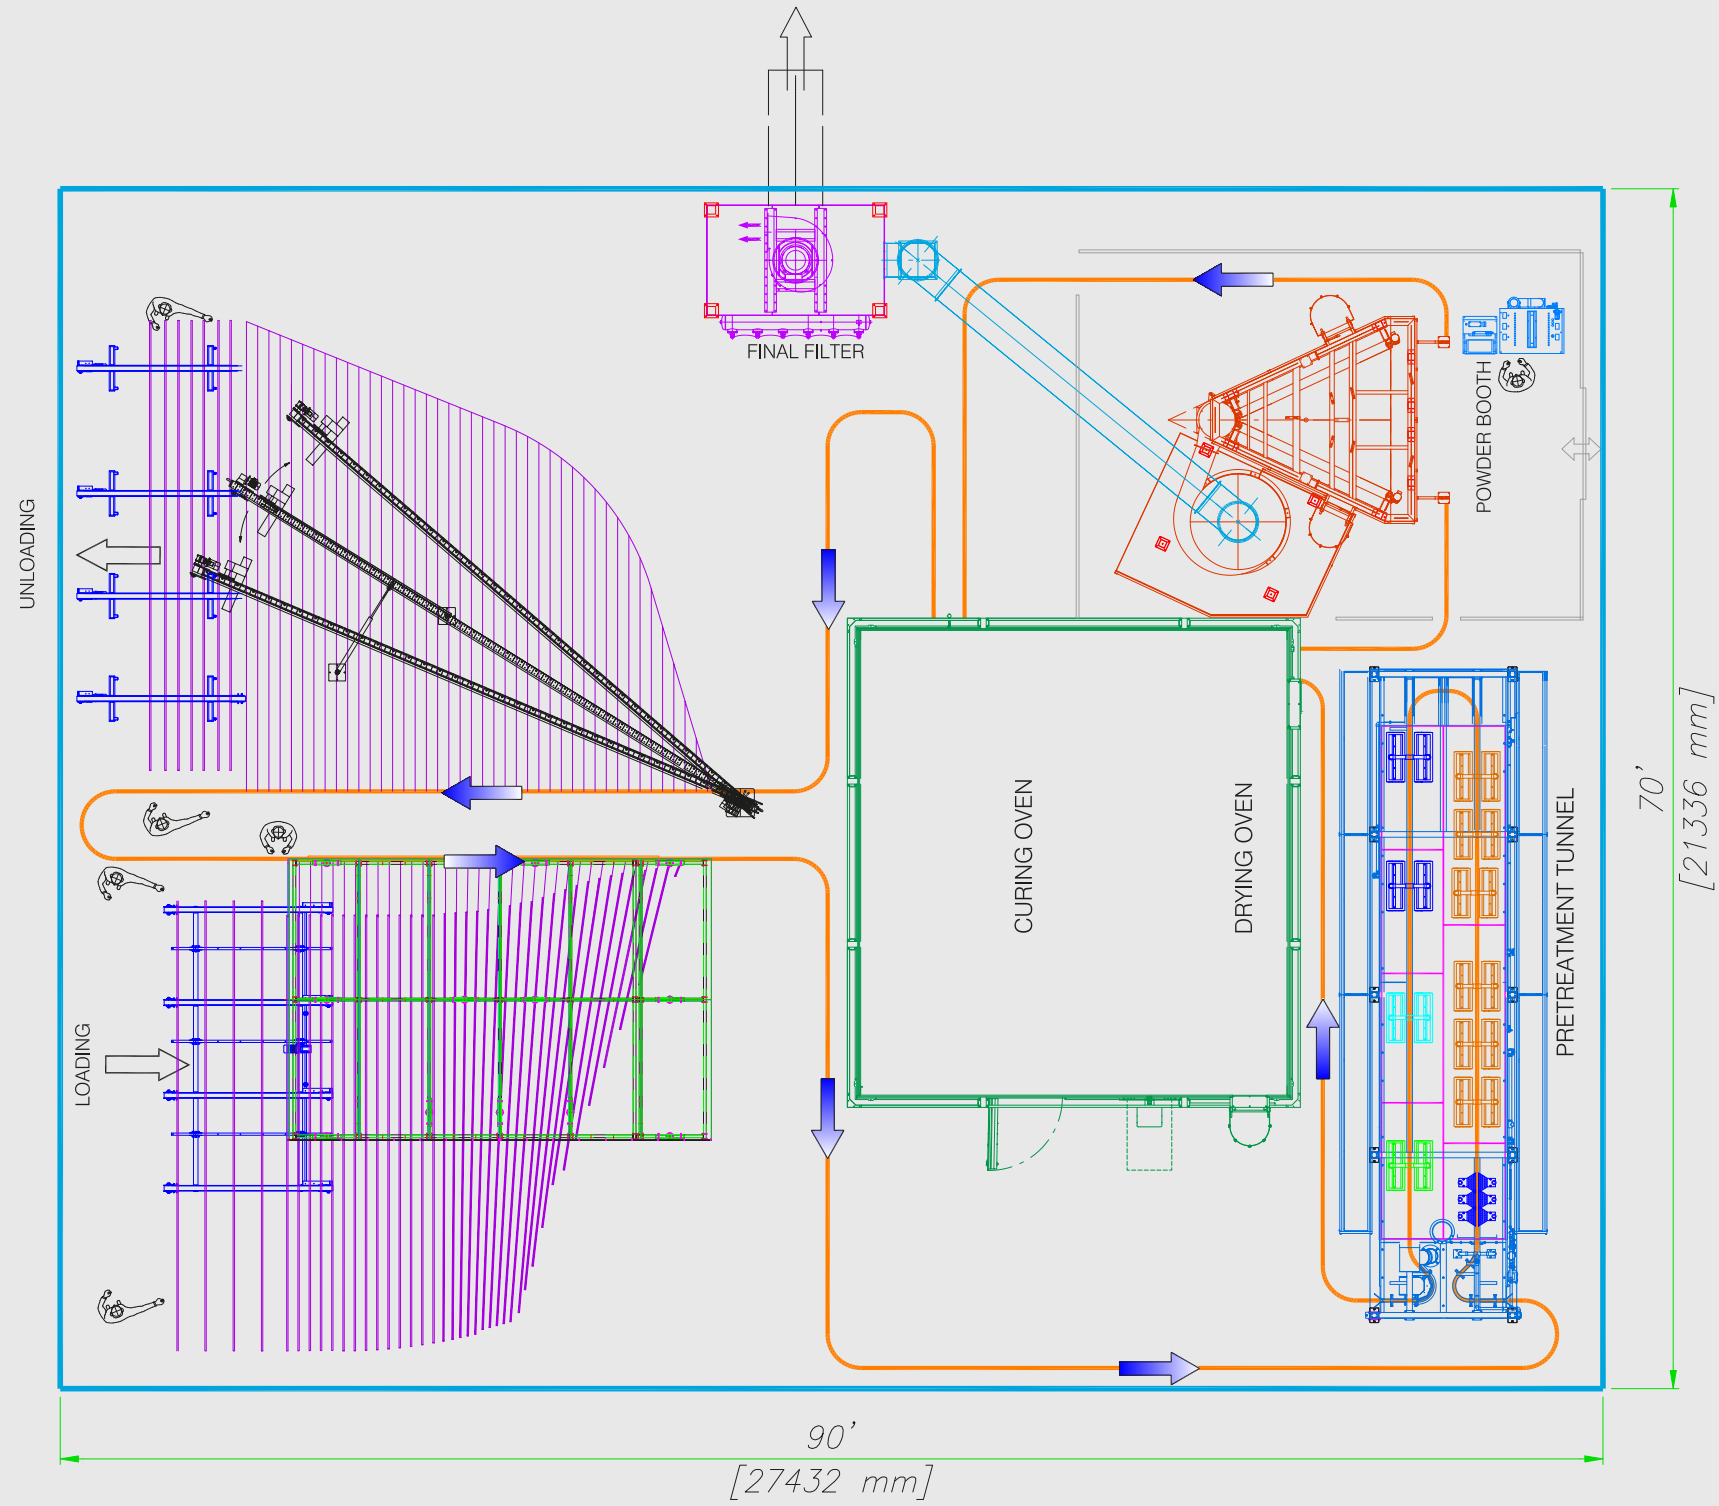 FINAL FILTER
POWDER BOOTH
UNLOADING
CURING OVEN
DRYING OVEN
PRETREATMENT TUNNEL
70'
[21336 mm]
LOADING
90'
[27432 mm]